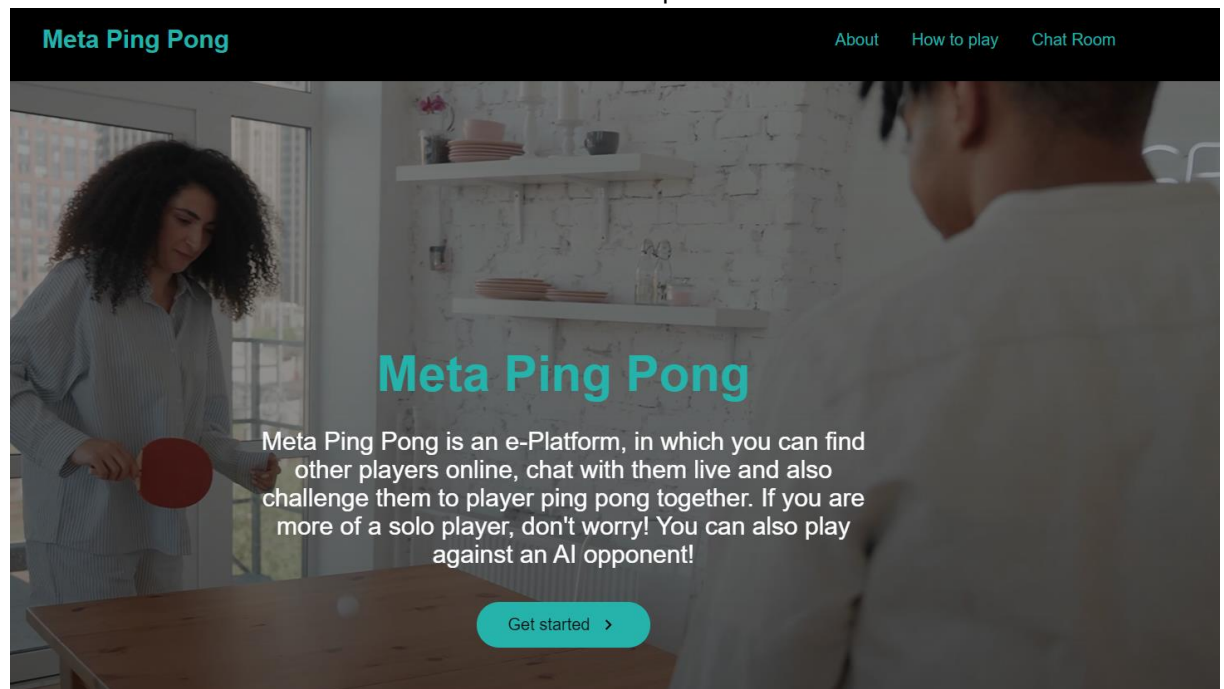 Meta Ping Pong
About How to play Chat Room
Meta Ping Pong
Meta Ping Pong is an e-Platform, in which you can find
other players online, chat with them live and also
challenge them to player ping pong together. If you are
more of a solo player, don't worry! You can also play
against an AI opponent!
Get started